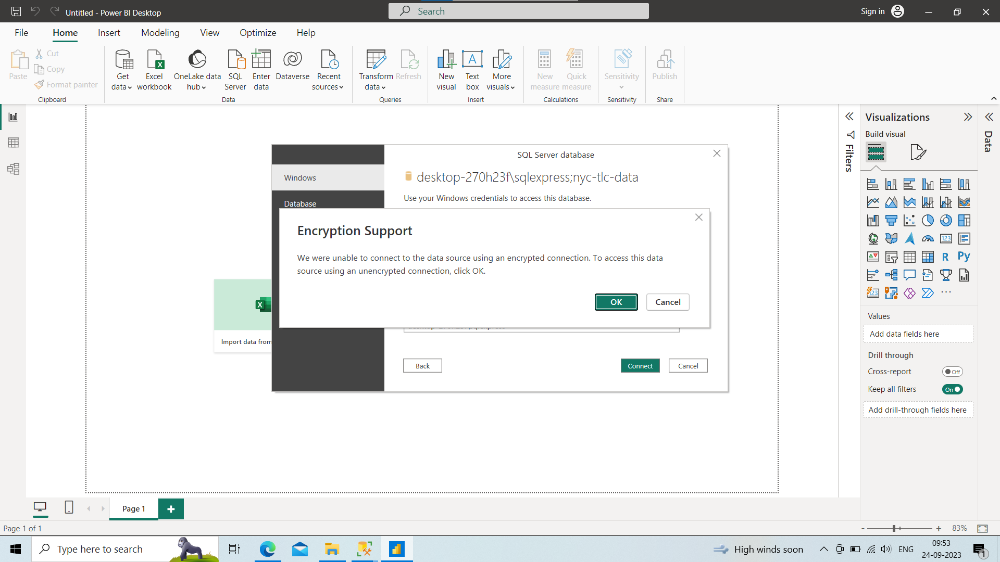 Untitled - Power BI Desktop
Search
Sign in
File Home Insert Modeling View Optimize Help
Paste
Cut
Copy
Format painter
Clipboard
Get data
Excel workbook
OneLake data hub
SQL Server
Enter data
Dataverse
Recent sources
Data
Transform data
Refresh
Queries
New visual
Text box
More visuals
Insert
New measure
Quick measure
Calculations
Sensitivity
Sensitivity
Publish
Share
SQL Server database
Windows
Database
desktop-270h23f\sqlexpress;nyc-tlc-data
Use your Windows credentials to access this database.
Encryption Support
We were unable to connect to the data source using an encrypted connection. To access this data
source using an unencrypted connection, click OK.
OK
Cancel
Import data from
Back
Connect
Cancel
Filters
Visualizations
Build visual
123
R
Py
123
Values
Add data fields here
Drill through
Cross-report
Off
Keep all filters
On
Add drill-through fields here
Data
Page 1
Page 1 of 1
83%
Type here to search
High winds soon
ENG
09:53
24-09-2023
1